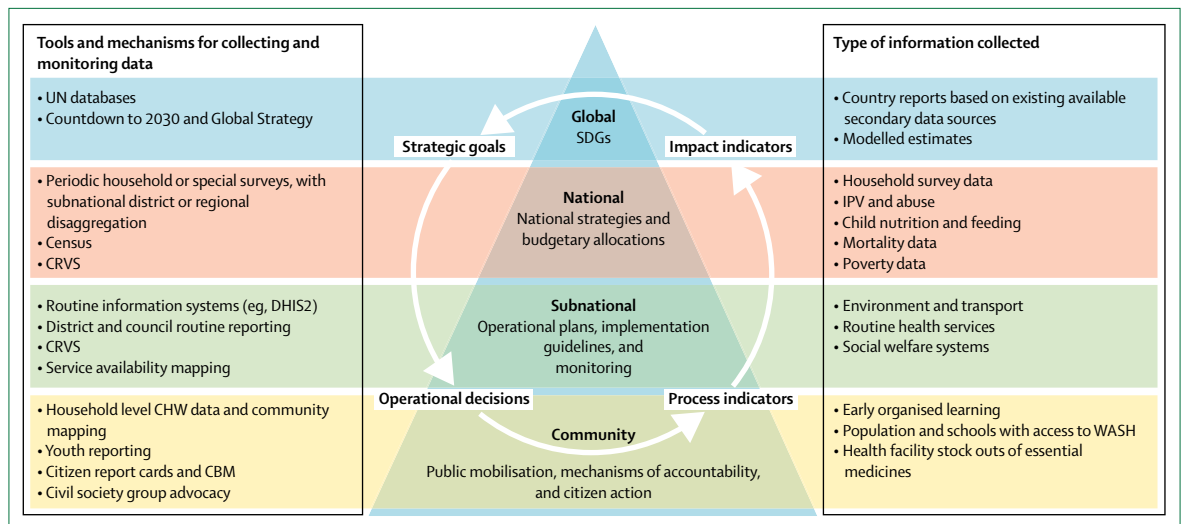 Tools and mechanisms for collecting and
monitoring data
• UN databases
• Countdown to 2030 and Global Strategy
• Periodic household or special surveys, with
subnational district or regional
disaggregation
• Census
• CRVS
• Routine information systems (eg, DHIS2)
• District and council routine reporting
• CRVS
• Service availability mapping
• Household level CHW data and community
mapping
• Youth reporting
• Citizen report cards and CBM
• Civil society group advocacy
Global
SDGs
Strategic goals
Impact indicators
National
National strategies and
budgetary allocations
Subnational
Operational plans, implementation
guidelines, and
monitoring
Operational decisions
Process indicators
Community
Public mobilisation, mechanisms of accountability,
and citizen action
Type of information collected
• Country reports based on existing available
secondary data sources
• Modelled estimates
• Household survey data
• IPV and abuse
• Child nutrition and feeding
• Mortality data
• Poverty data
• Environment and transport
• Routine health services
• Social welfare systems
• Early organised learning
• Population and schools with access to WASH
• Health facility stock outs of essential
medicines